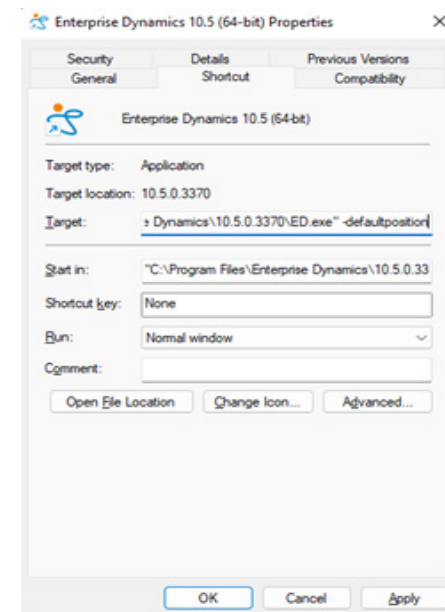 Enterprise Dynamics 10.5 (64-bit) Properties
Security Details Previous Versions
General Shortcut Compatibility
Enterprise Dynamics 10.5 (64-bit)
Target type: Application
Target location: 10.5.0.3370
Target: e Dynamics\10.5.0.3370\ED.exe" -defaultposition
Start in: "C:\Program Files\Enterprise Dynamics\10.5.0.33
Shortcut key: None
Run: Normal window
Comment:
Open File Location Change Icon... Advanced...
OK Cancel Apply